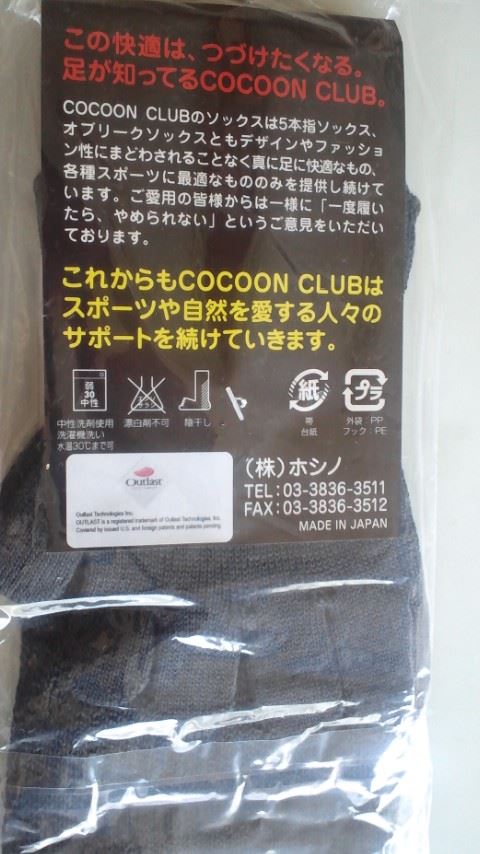 この快適は、つづけたくなる。
足が知ってるCOCOON CLUB。
COCOON CLUBのソックスは5本指ソックス、
オブリークソックスともデザインやファッショ
ン性にまどわされることなく真に足に快適なもの、
各種スポーツに最適なもののみを提供し続けて
います。ご愛用の皆様からは一様に「一度履い
たら、やめられない」というご意見をいただい
ております。
これからもCOCOON CLUBは
スポーツや自然を愛する人々の
サポートを続けていきます。
弱
30
中性
中性洗剤使用
洗濯機洗い
水温30℃まで可
漂白剤不可
陰干し
紙
帯
台紙
プラ
外袋:PP
フック:PE
Outlast
Outlast Technologies Inc.
OUTLAST is a registered trademark of Outlast Technologies, Inc.
Covered by issued U.S. and foreign patents and patents pending.
(株)ホシノ
TEL:03-3836-3511
FAX:03-3836-3512
MADE IN JAPAN